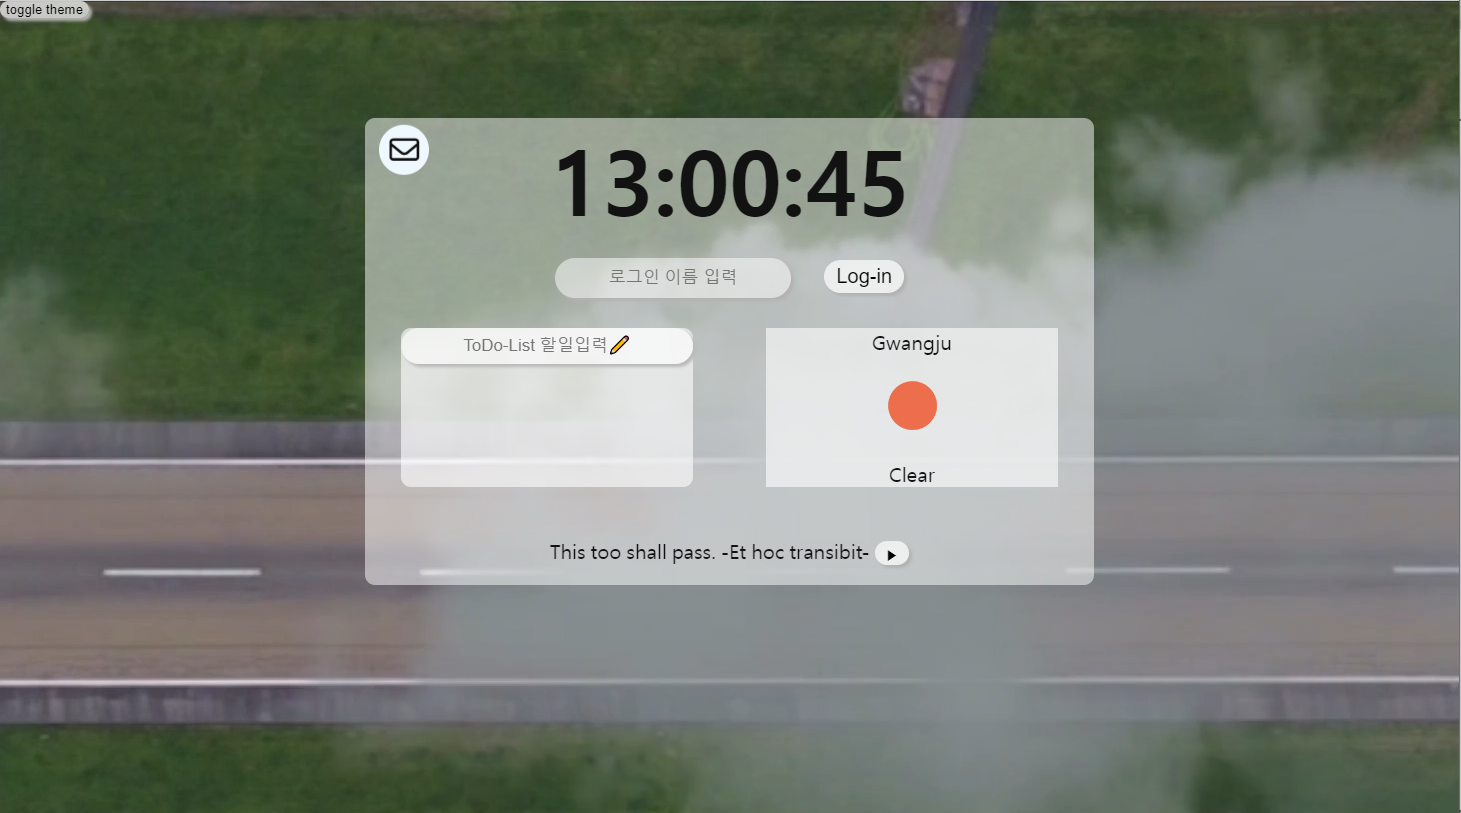 toggle theme
13:00:45
로그인 이름 입력 Log-in
ToDo-List 할일입력✏️
Gwangju
Clear
This too shall pass. -Et hoc transibit- ▶